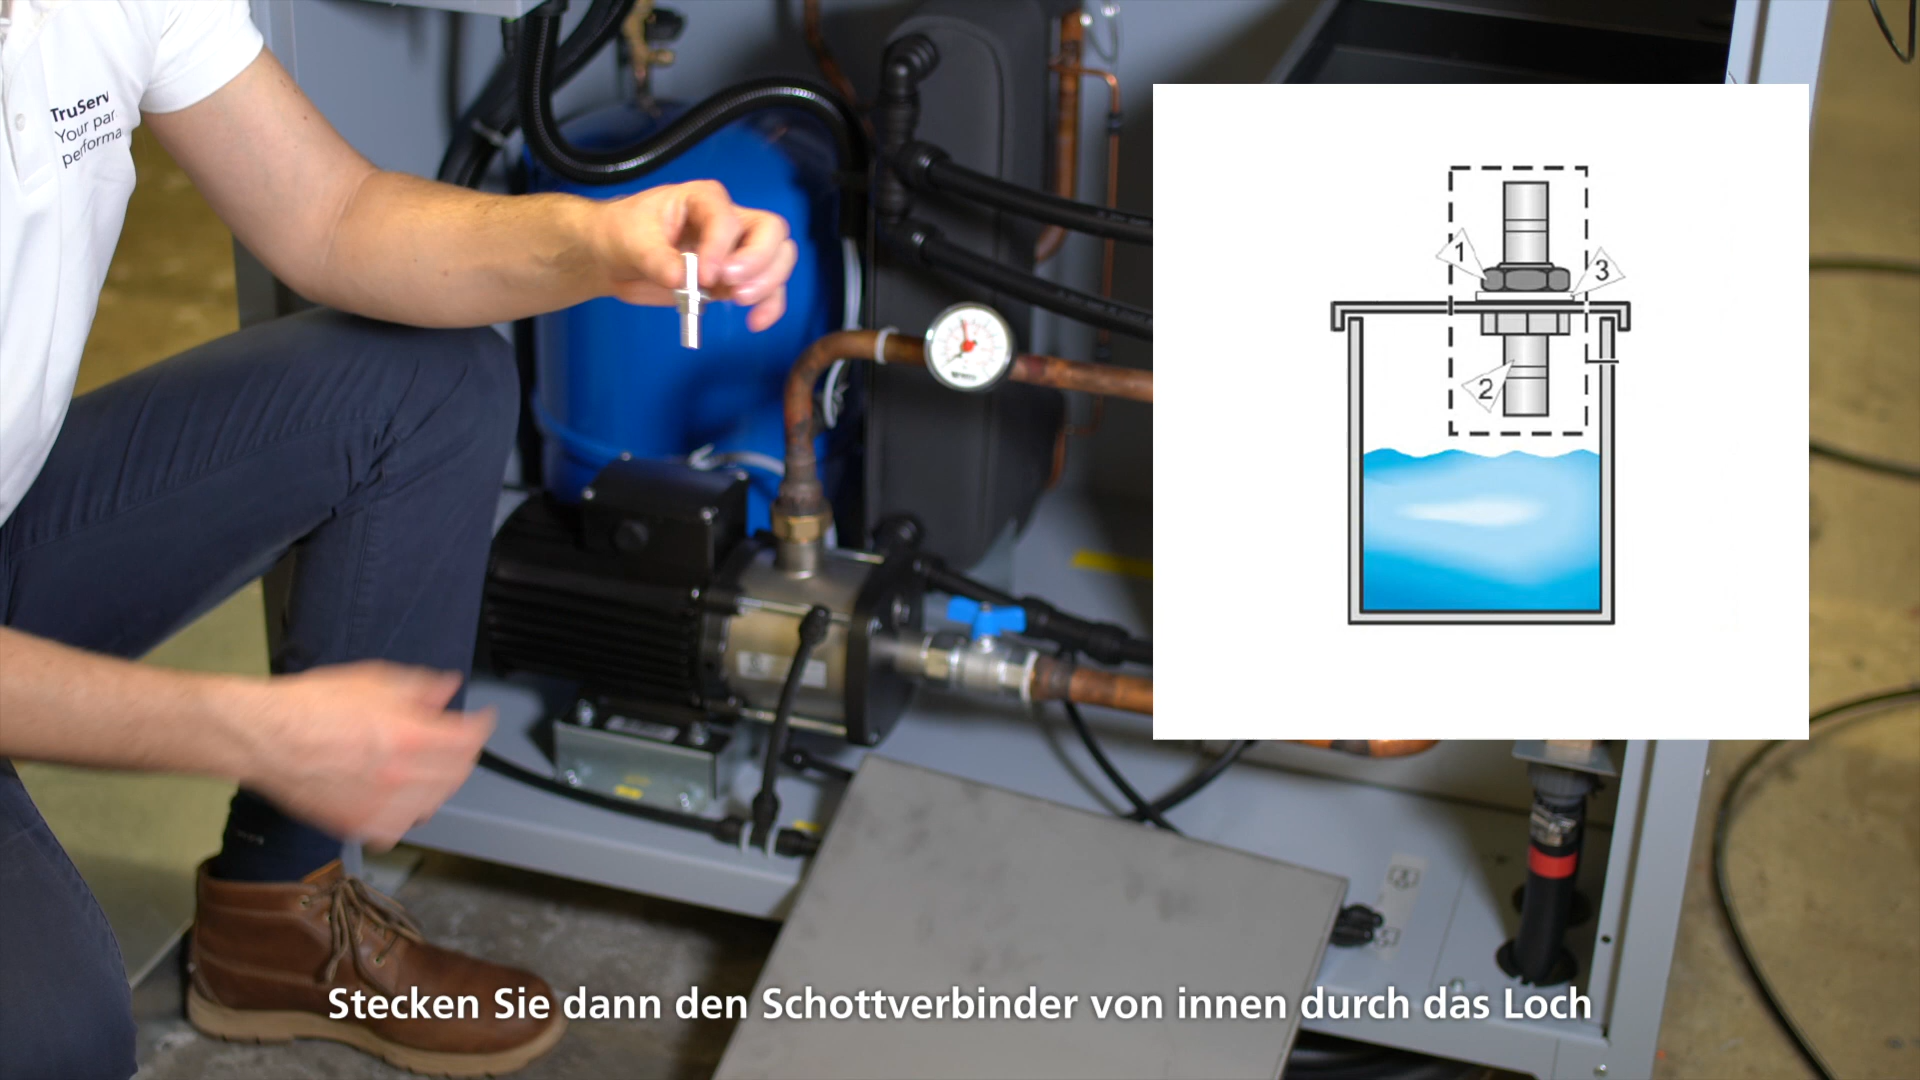 TruServ
Your par
performa
1
3
2
Stecken Sie dann den Schottverbinder von innen durch das Loch